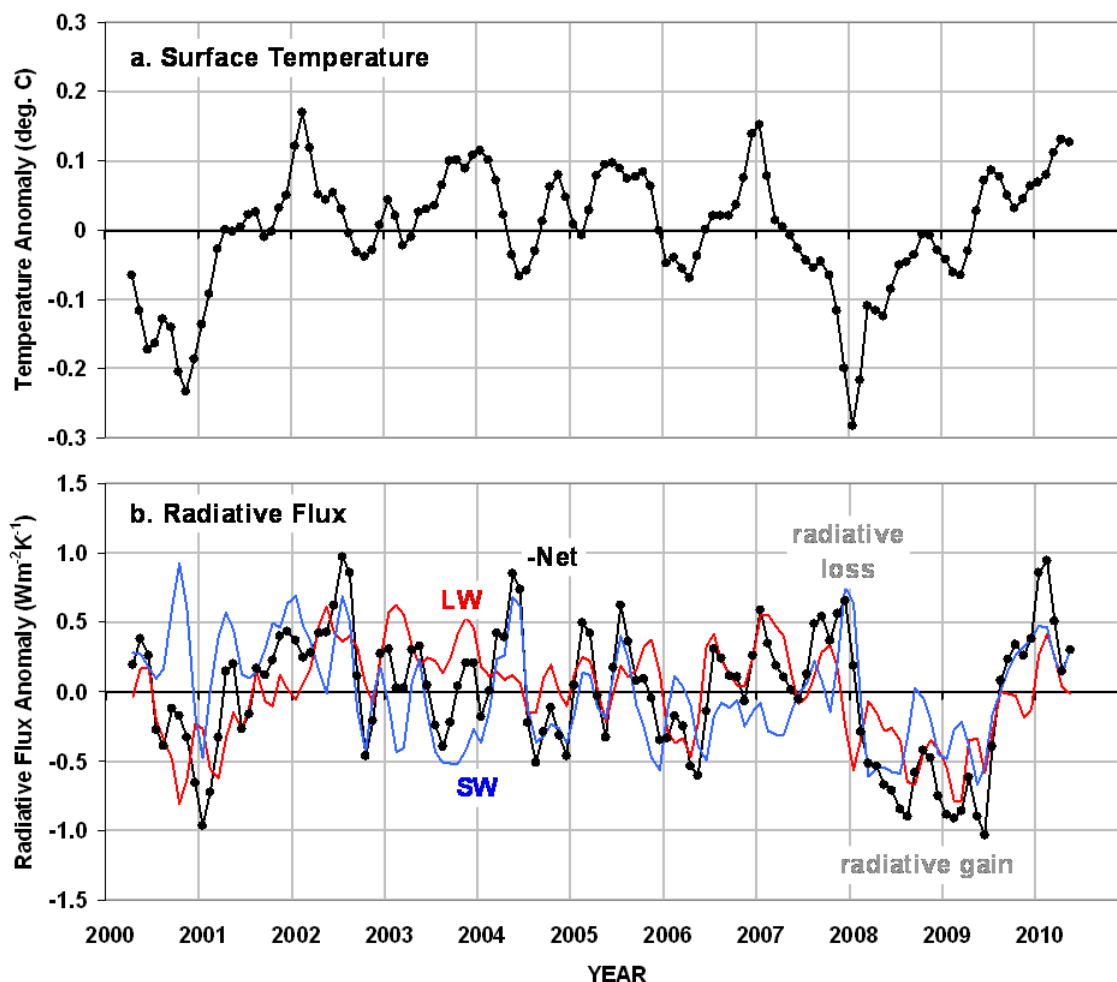 a. Surface Temperature
Temperature Anomaly (deg. C)
0.3
0.2
0.1
0
-0.1
-0.2
-0.3
b. Radiative Flux
Radiative Flux Anomaly (Wm-2K-1)
1.5
1.0
0.5
0.0
-0.5
-1.0
-1.5
-Net
LW
SW
radiative
loss
radiative gain
2000 2001 2002 2003 2004 2005 2006 2007 2008 2009 2010
YEAR